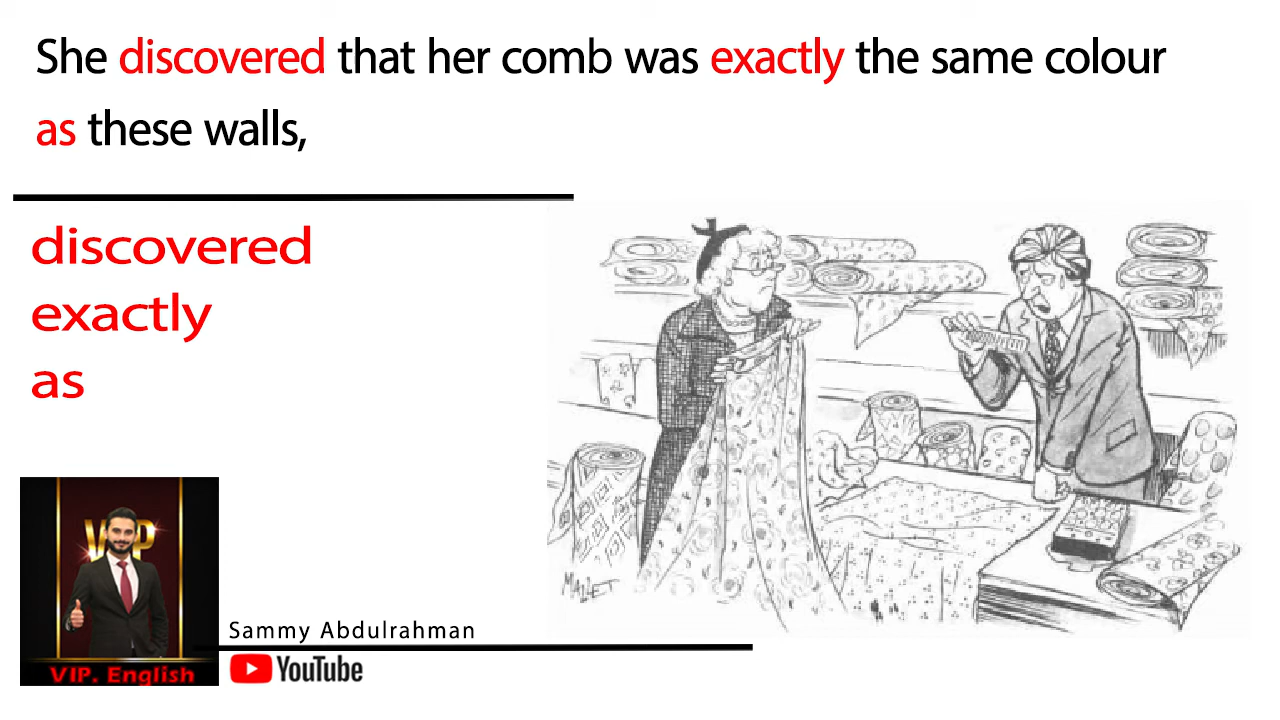 She discovered that her comb was exactly the same colour
as these walls,
discovered
exactly
as
MALLET
VIP
Sammy Abdulrahman
VIP. English
YouTube